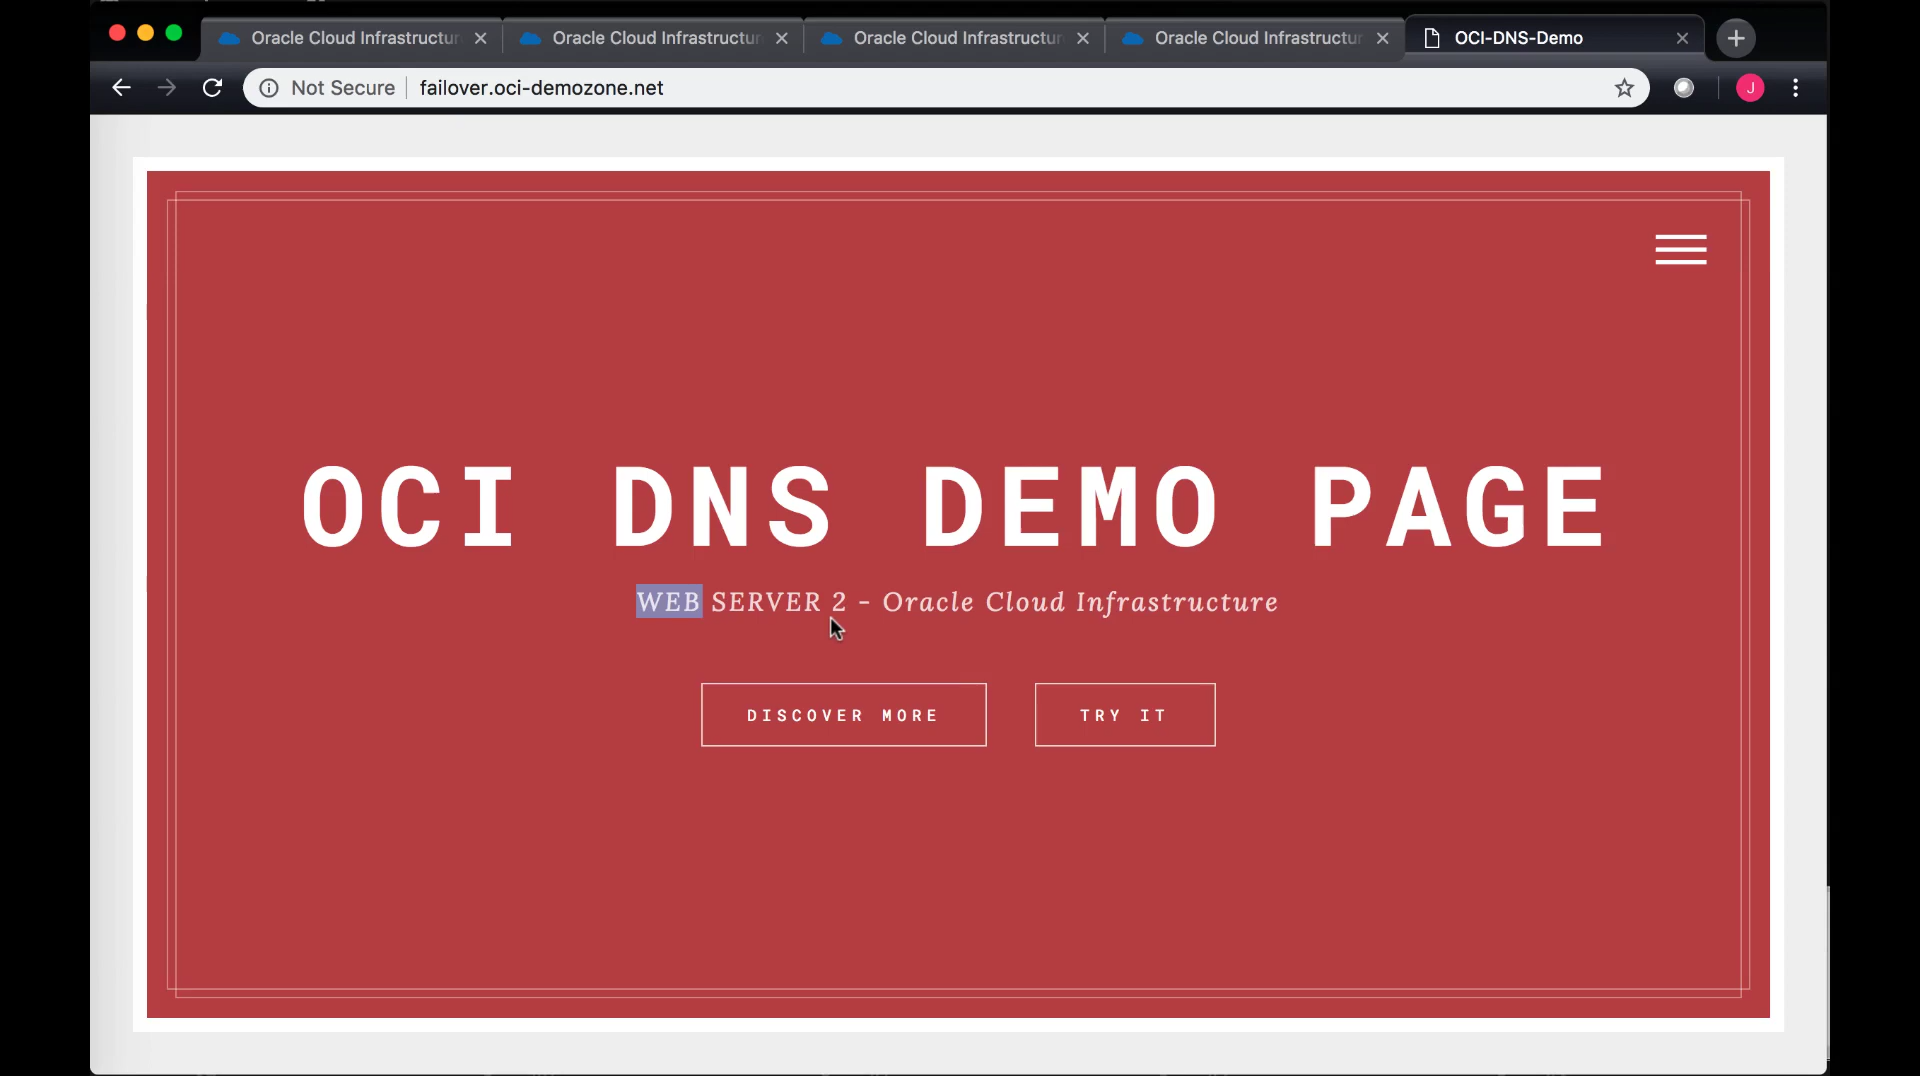 Oracle Cloud Infrastructur
Oracle Cloud Infrastructur
Oracle Cloud Infrastructur
Oracle Cloud Infrastructur
OCI-DNS-Demo
Not Secure
failover.oci-demozone.net
J
OCI DNS DEMO PAGE
WEB SERVER 2 - Oracle Cloud Infrastructure
DISCOVER MORE
TRY IT